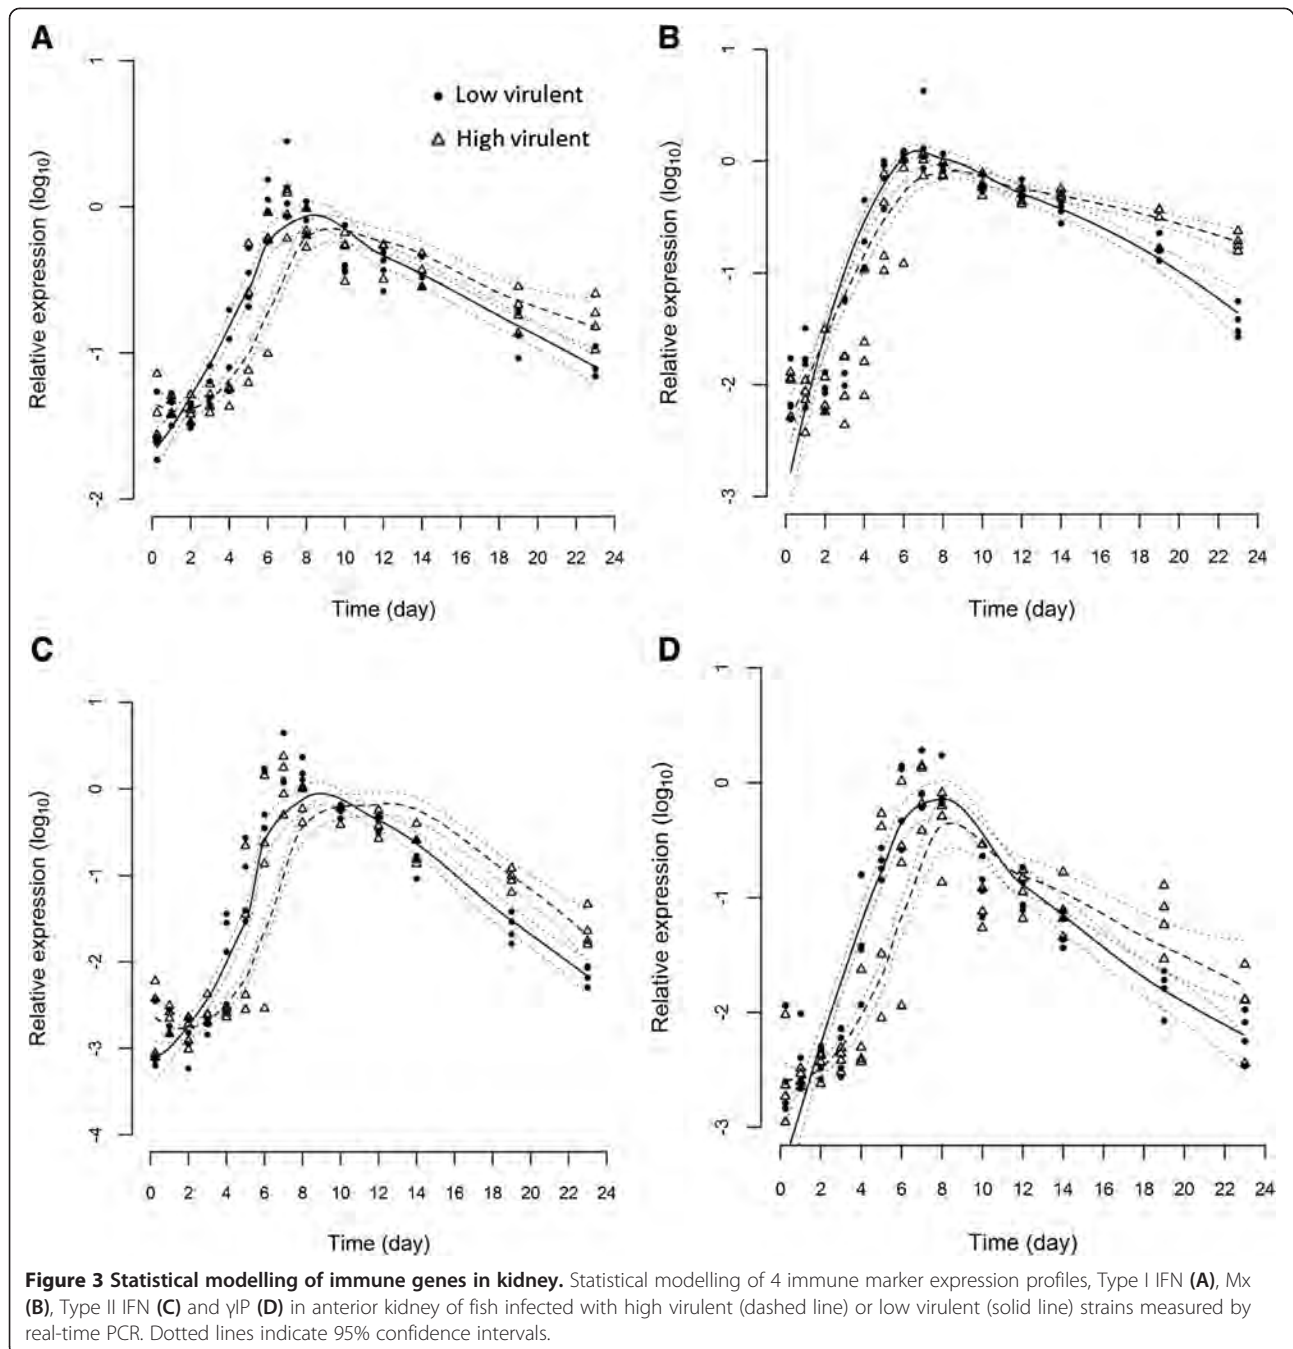 A
B
1
0
-1
-2
Relative expression (log10)
Low virulent
High virulent
0 2 4 6 8 10 12 14 16 18 20 22 24
Time (day)
1
0
-1
-2
-3
Relative expression (log10)
0 2 4 6 8 10 12 14 16 18 20 22 24
Time (day)
C
D
1
0
-1
-2
-3
-4
Relative expression (log10)
0 2 4 6 8 10 12 14 16 18 20 22 24
Time (day)
1
0
-1
-2
-3
Relative expression (log10)
0 2 4 6 8 10 12 14 16 18 20 22 24
Time (day)
Figure 3 Statistical modelling of immune genes in kidney. Statistical modelling of 4 immune marker expression profiles, Type I IFN (A), Mx
(B), Type II IFN (C) and γIP (D) in anterior kidney of fish infected with high virulent (dashed line) or low virulent (solid line) strains measured by
real-time PCR. Dotted lines indicate 95% confidence intervals.